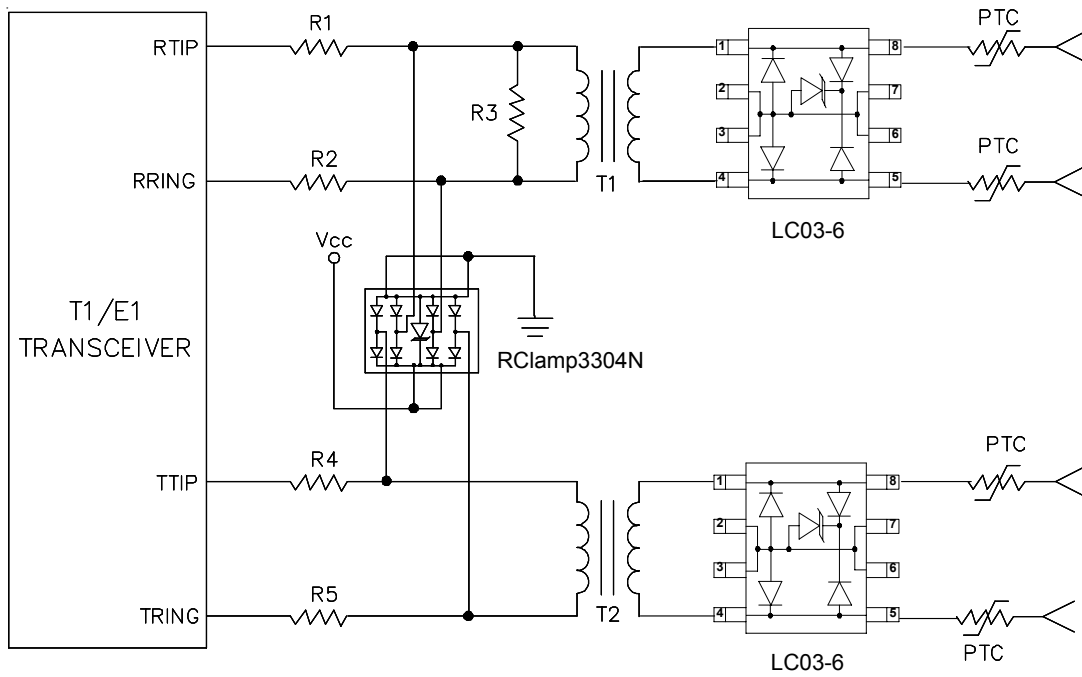 R1
PTC
RTIP
1
8
2
7
R3
3
6
PTC
R2
RRING
4
5
T1
LC03-6
Vcc
T1/E1
TRANSCEIVER
RClamp3304N
R4
PTC
TTIP
1
8
2
7
3
6
R5
TRING
4
5
T2
PTC
LC03-6